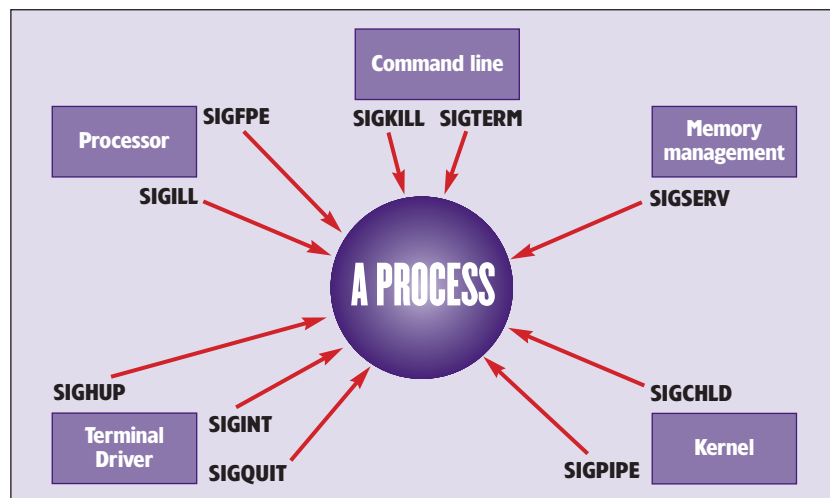 Command line
SIGKILL
SIGTERM
Processor
SIGFPE
SIGILL
Memory
management
SIGSERV
A PROCESS
SIGHUP
Terminal
Driver
SIGINT
SIGQUIT
SIGCHLD
SIGPIPE
Kernel